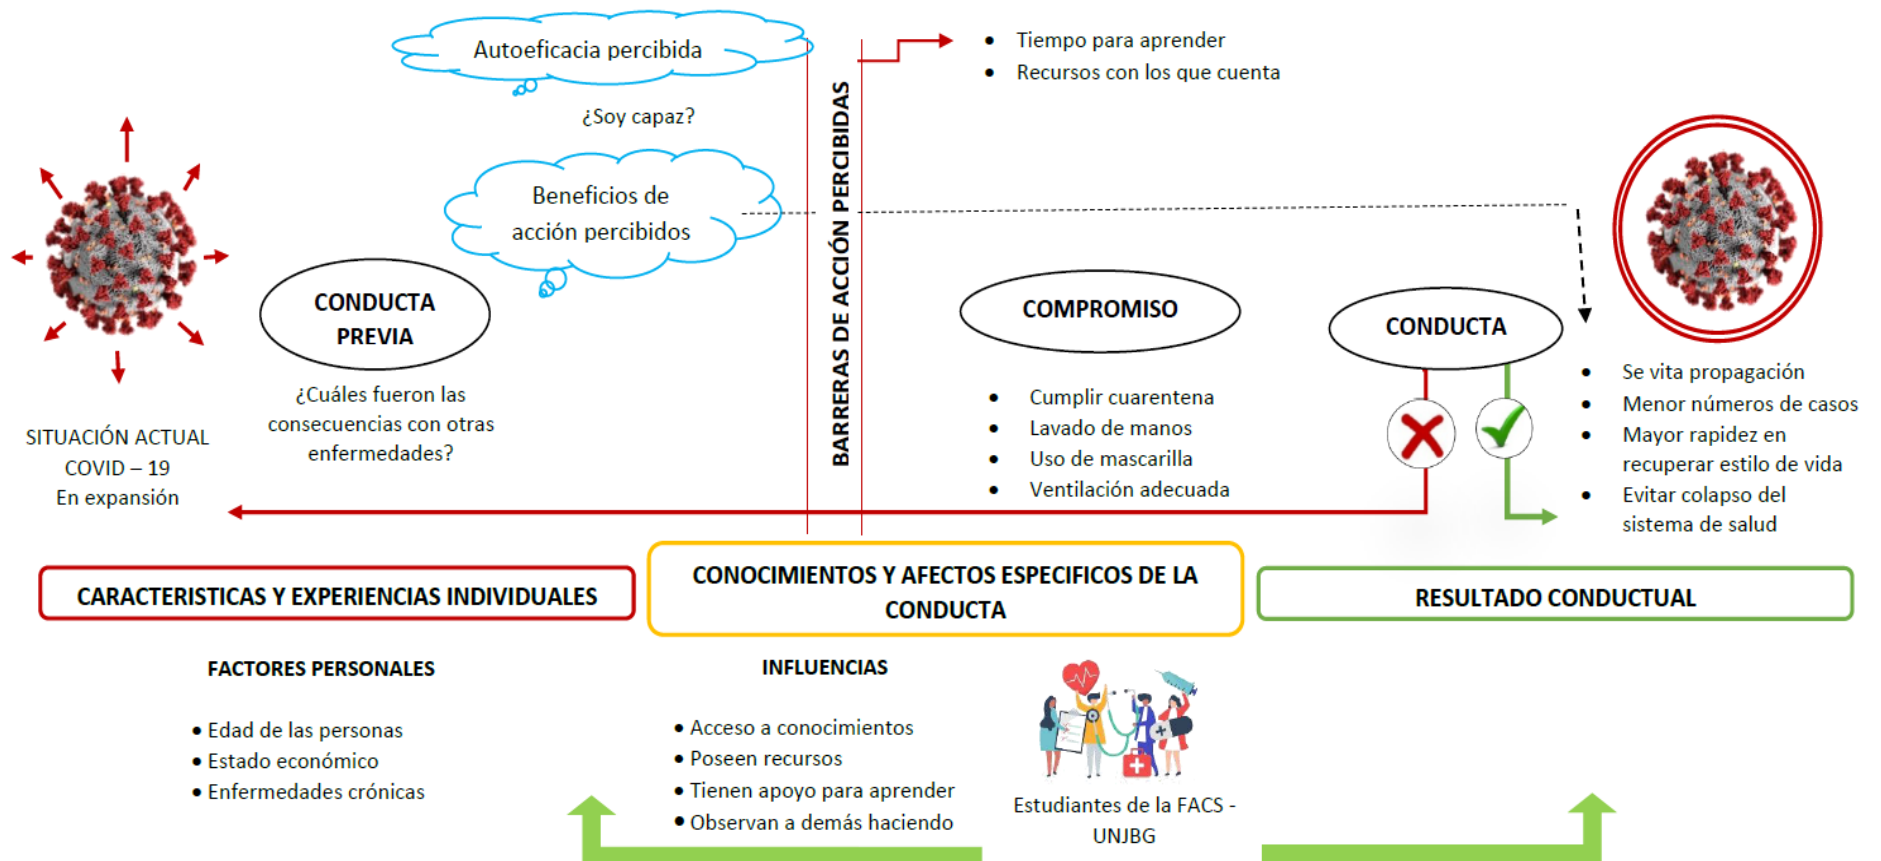 Autoeficacia percibida
¿Soy capaz?
Beneficios de
acción percibidos
BARRERAS DE ACCIÓN PERCIBIDAS
• Tiempo para aprender
• Recursos con los que cuenta
SITUACIÓN ACTUAL
COVID – 19
En expansión
CONDUCTA
PREVIA
¿Cuáles fueron las
consecuencias con otras
enfermedades?
COMPROMISO
• Cumplir cuarentena
• Lavado de manos
• Uso de mascarilla
• Ventilación adecuada
CONDUCTA
• Se vita propagación
• Menor números de casos
• Mayor rapidez en
recuperar estilo de vida
• Evitar colapso del
sistema de salud
CARACTERISTICAS Y EXPERIENCIAS INDIVIDUALES
CONOCIMIENTOS Y AFECTOS ESPECIFICOS DE LA
CONDUCTA
RESULTADO CONDUCTUAL
FACTORES PERSONALES
• Edad de las personas
• Estado económico
• Enfermedades crónicas
INFLUENCIAS
• Acceso a conocimientos
• Poseen recursos
• Tienen apoyo para aprender
• Observan a demás haciendo
Estudiantes de la FACS -
UNJBG